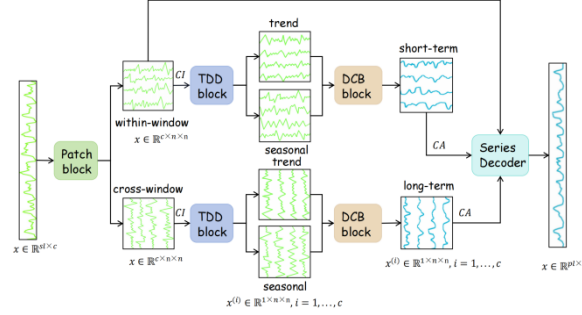 trend
short-term
CI
TDD
block
DCB
block
within-window
x ∈ ℝ^{c×n×n}
seasonal
CA
Patch
block
Series
Decoder
cross-window
trend
long-term
CI
TDD
block
DCB
block
CA
x ∈ ℝ^{sl×c}
x ∈ ℝ^{c×n×n}
seasonal
x^{(i)} ∈ ℝ^{1×n×n}, i = 1, ..., c
x^{(i)} ∈ ℝ^{1×n×n}, i = 1, ..., c
x ∈ ℝ^{pl×